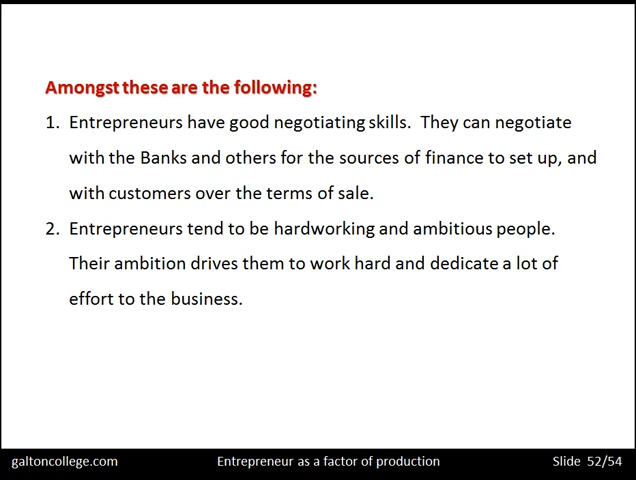 Amongst these are the following:
1. Entrepreneurs have good negotiating skills. They can negotiate
with the Banks and others for the sources of finance to set up, and
with customers over the terms of sale.
2. Entrepreneurs tend to be hardworking and ambitious people.
Their ambition drives them to work hard and dedicate a lot of
effort to the business.
galtoncollege.com Entrepreneur as a factor of production Slide 52/54